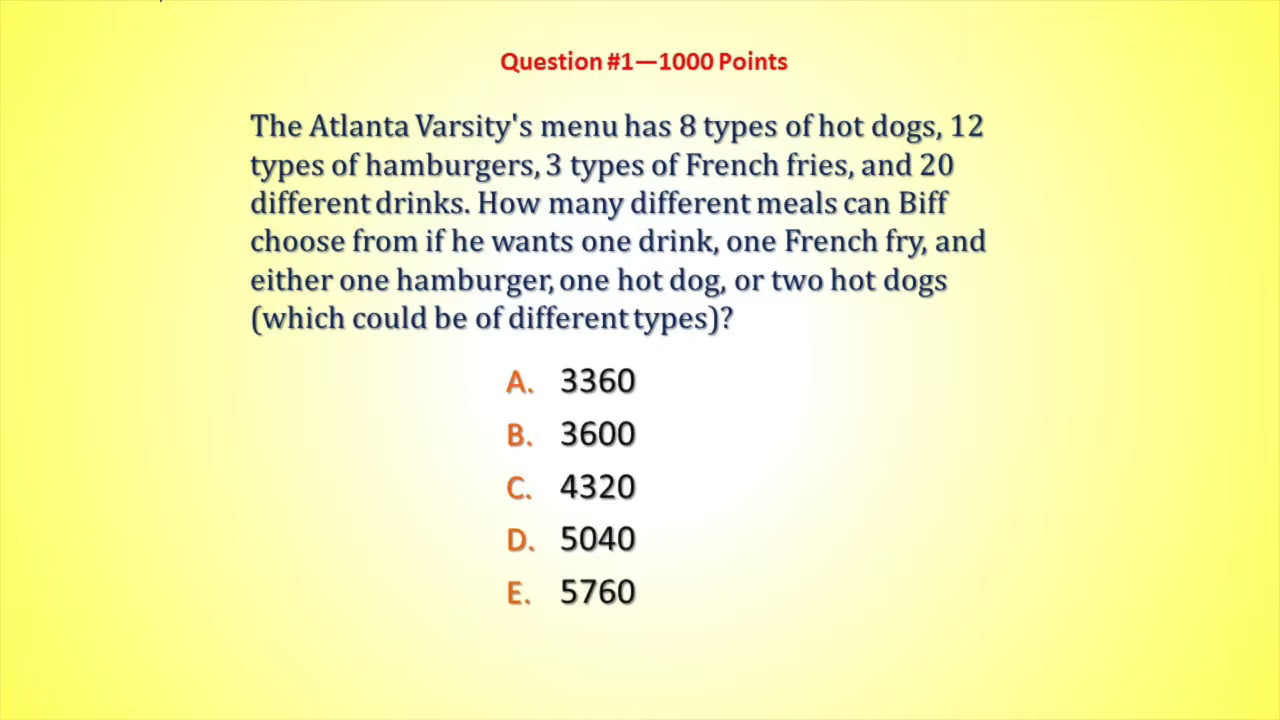 Question #1—1000 Points
The Atlanta Varsity's menu has 8 types of hot dogs, 12
types of hamburgers, 3 types of French fries, and 20
different drinks. How many different meals can Biff
choose from if he wants one drink, one French fry, and
either one hamburger, one hot dog, or two hot dogs
(which could be of different types)?
A. 3360
B. 3600
C. 4320
D. 5040
E. 5760